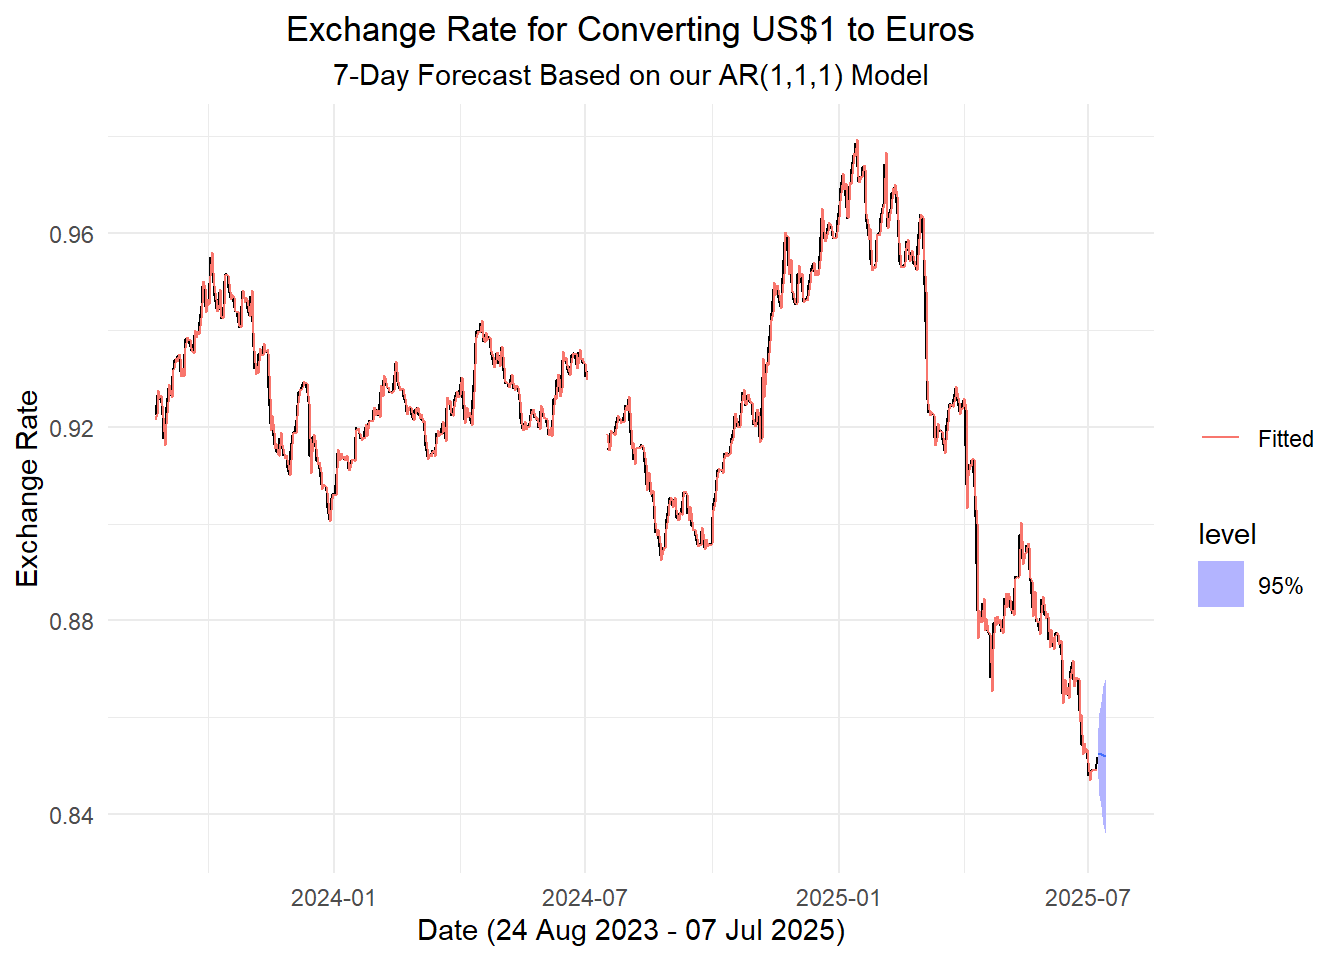 Exchange Rate for Converting US$1 to Euros
7-Day Forecast Based on our AR(1,1,1) Model
Exchange Rate
0.96
0.92
0.88
0.84
2024-01
2024-07
2025-01
2025-07
Date (24 Aug 2023 - 07 Jul 2025)
Fitted
level
95%